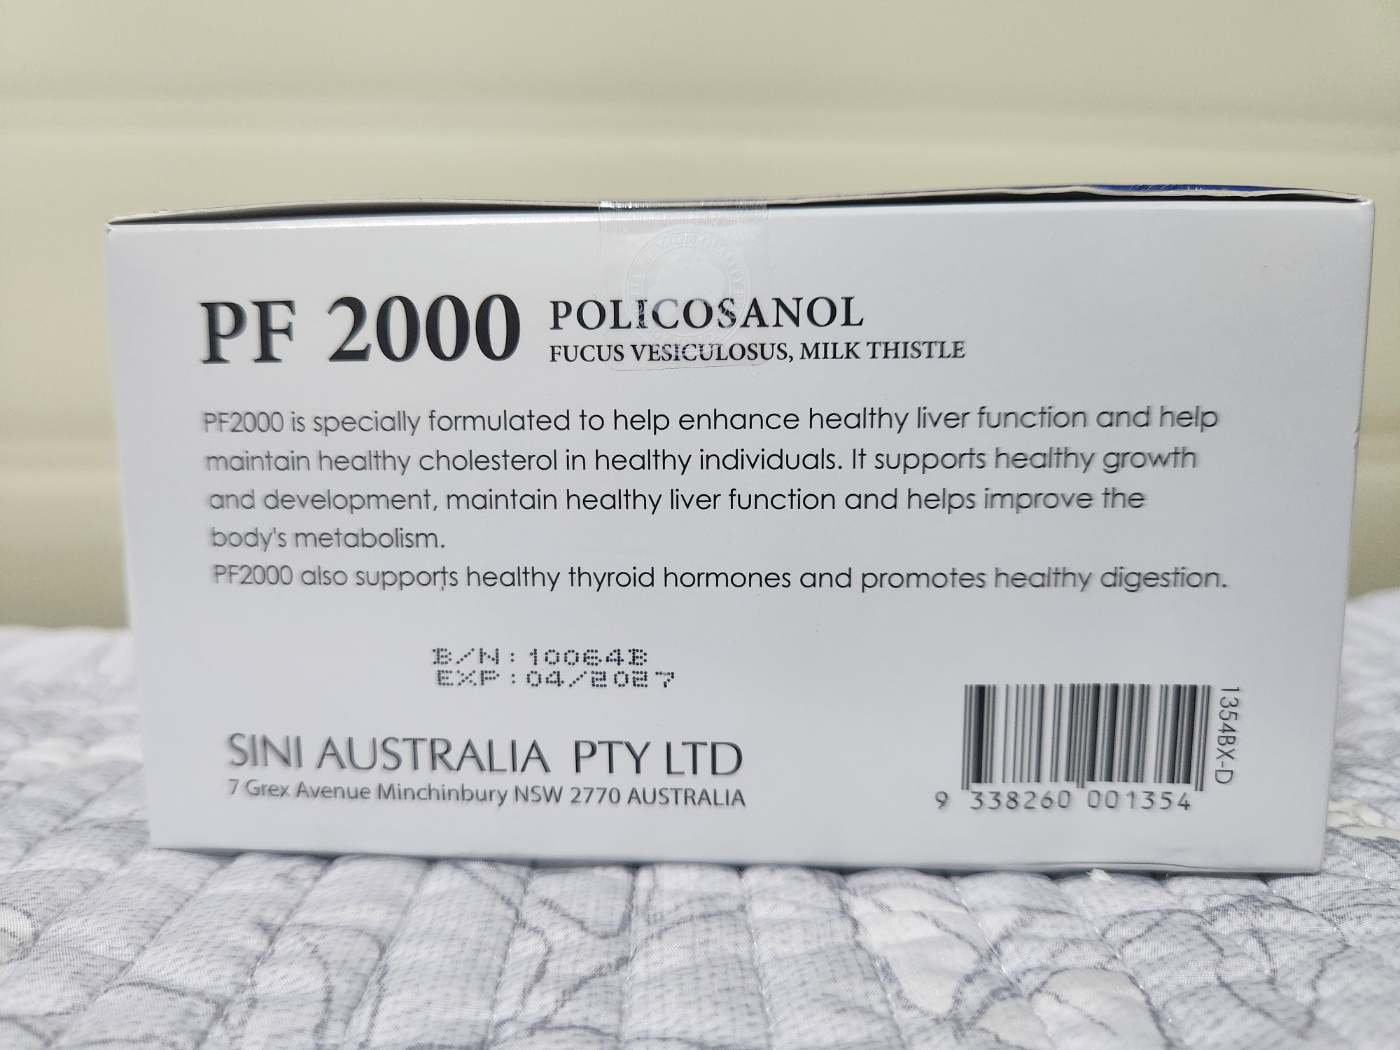 PF 2000 POLICOSANOL
FUCUS VESICULOSUS, MILK THISTLE
PF2000 is specially formulated to help enhance healthy liver function and help
maintain healthy cholesterol in healthy individuals. It supports healthy growth
and development, maintain healthy liver function and helps improve the
body's metabolism.
PF2000 also supports healthy thyroid hormones and promotes healthy digestion.
B/N: 10064B
EXP: 04/2027
SINI AUSTRALIA PTY LTD
7 Grex Avenue Minchinbury NSW 2770 AUSTRALIA
1354BX-D
9 338260 001354